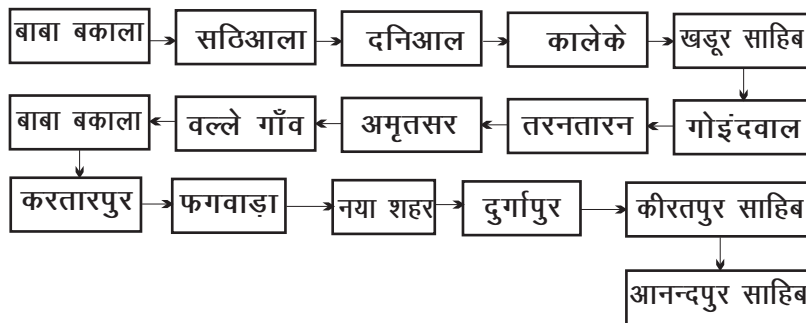 बाबा बकाला सठिआला दनिआल कालेके खडूर साहिब
बाबा बकाला वल्ले गाँव अमृतसर तरनतारन गोइंदवाल
करतारपुर फगवाड़ा नया शहर दुर्गापुर कीरतपुर साहिब
आनन्दपुर साहिब